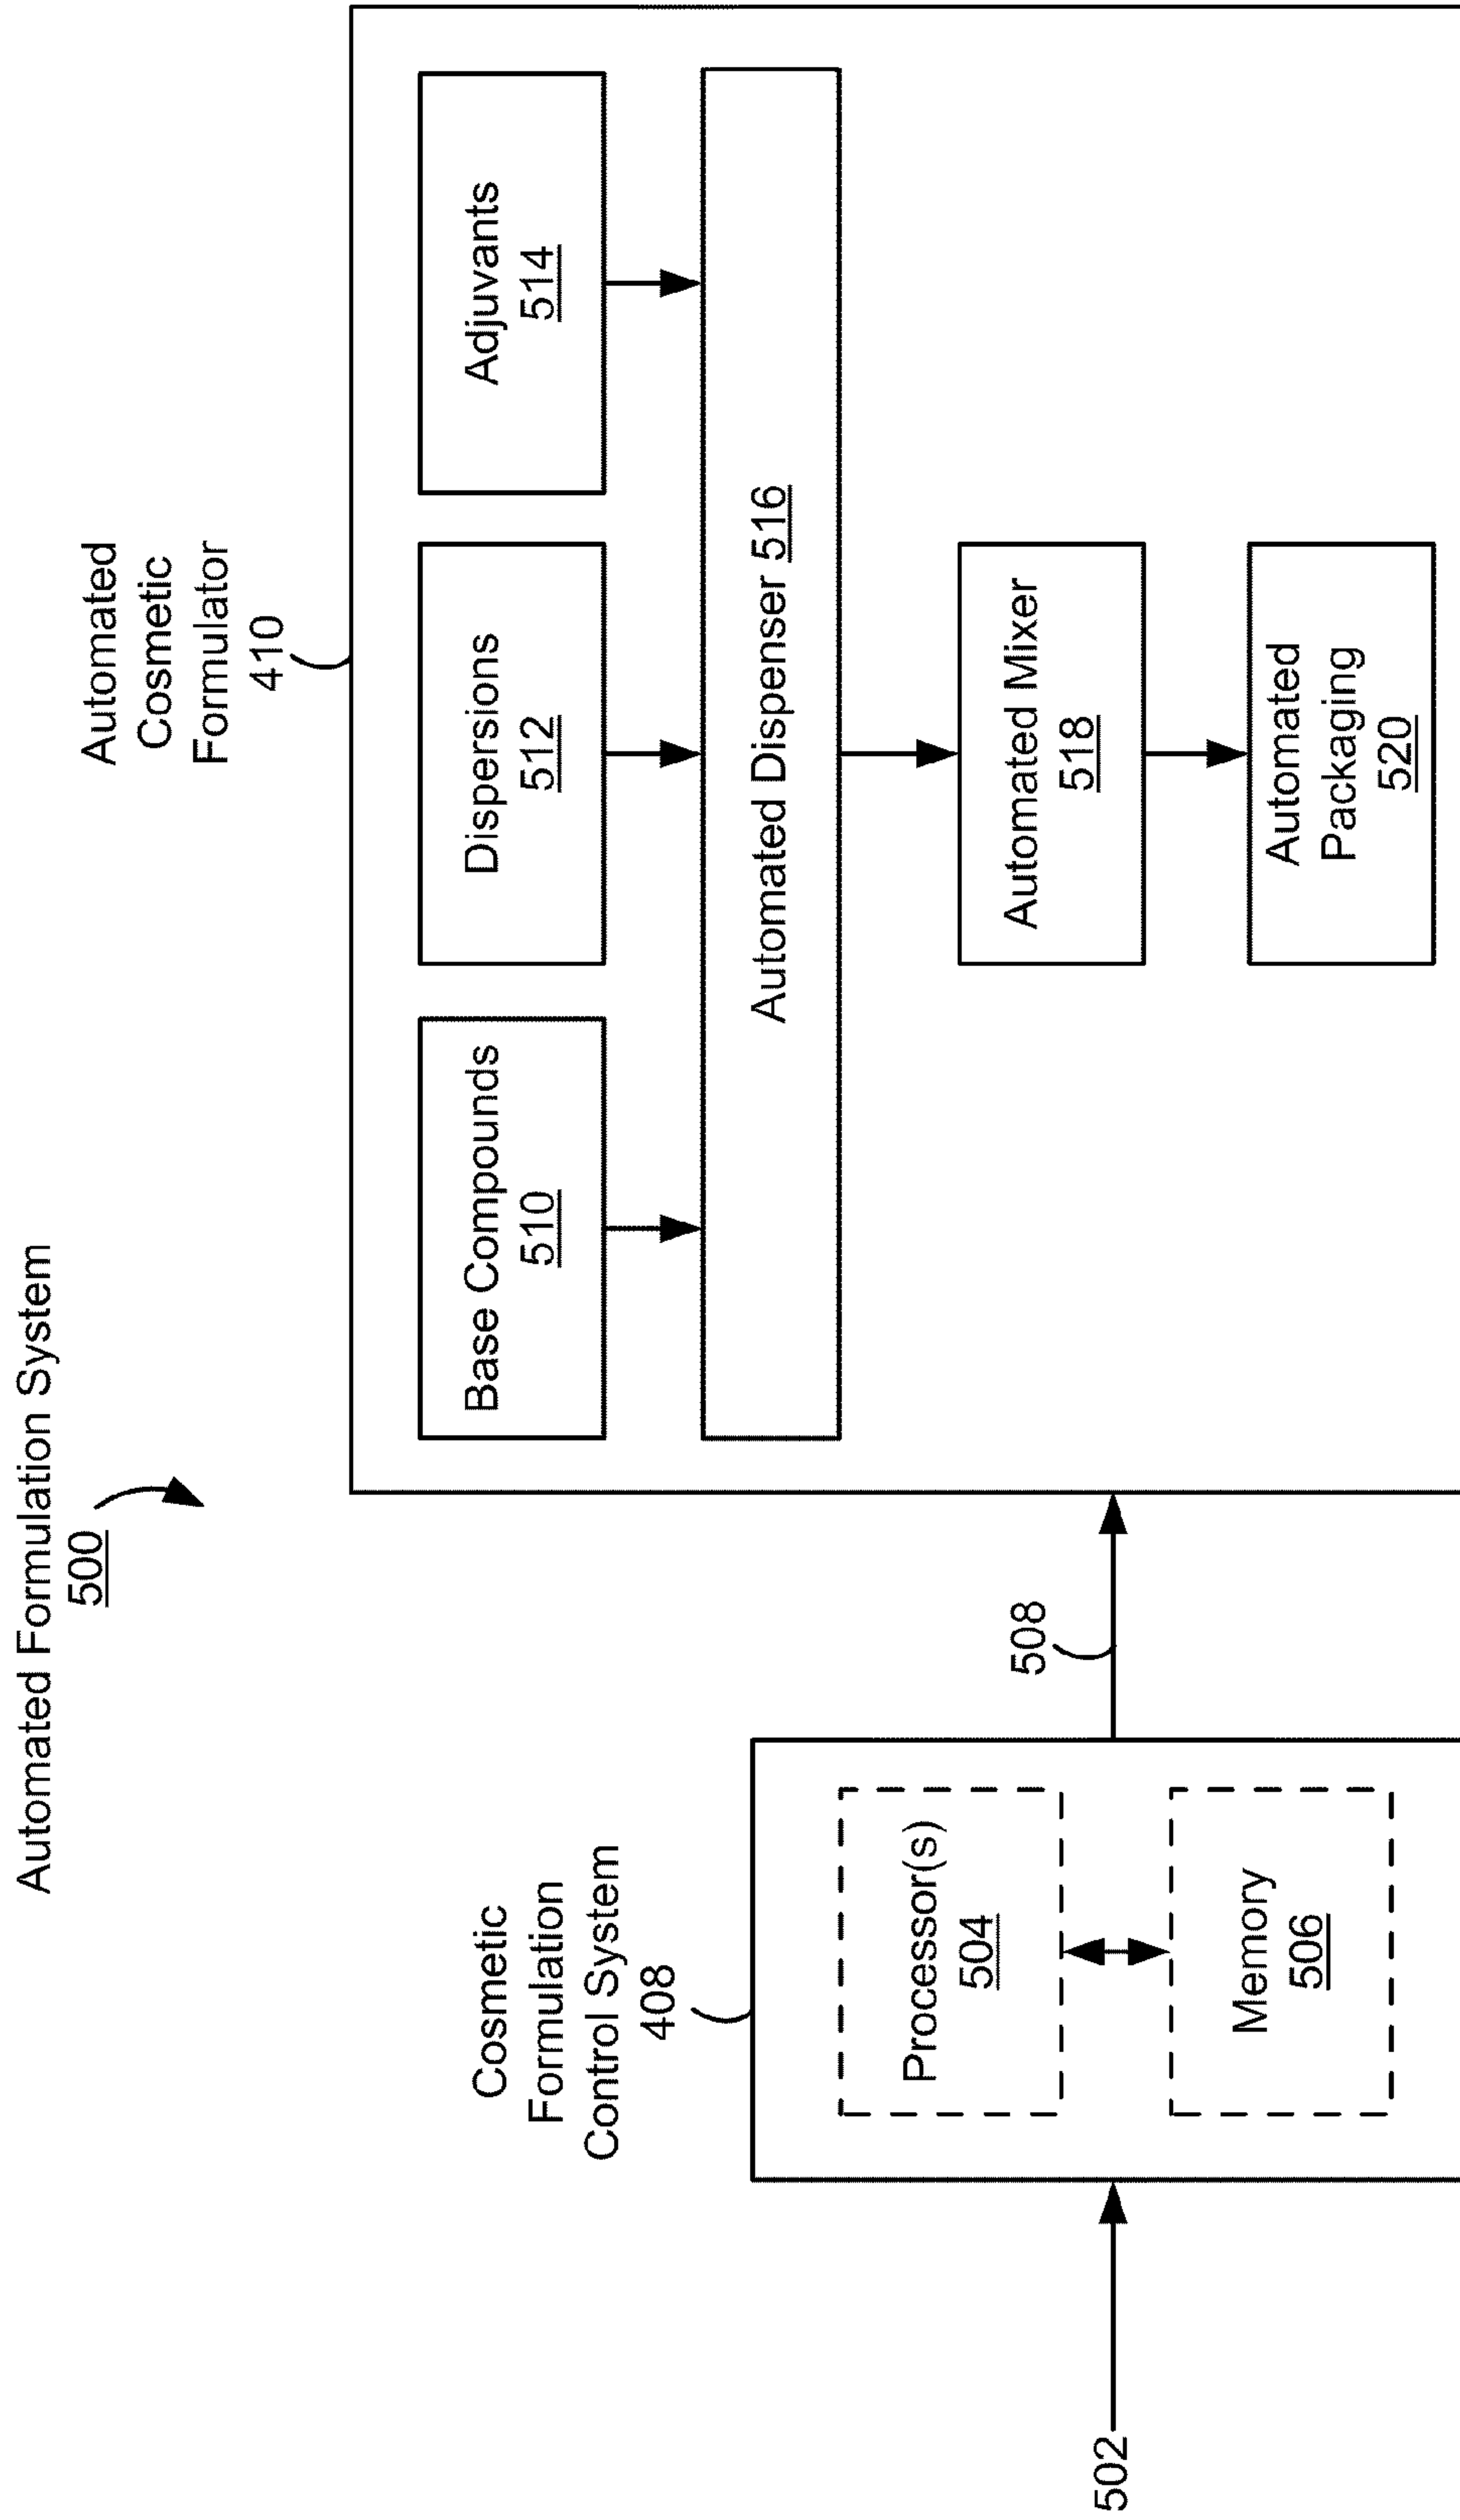 Automated Formulation System
500
Cosmetic
Formulation
Control System
408
Processor(s)
504
Memory
506
502
508
Automated
Cosmetic
Formulator
410
Base Compounds
510
Dispersions
512
Adjuvants
514
Automated Dispenser 516
Automated Mixer
518
Automated
Packaging
520